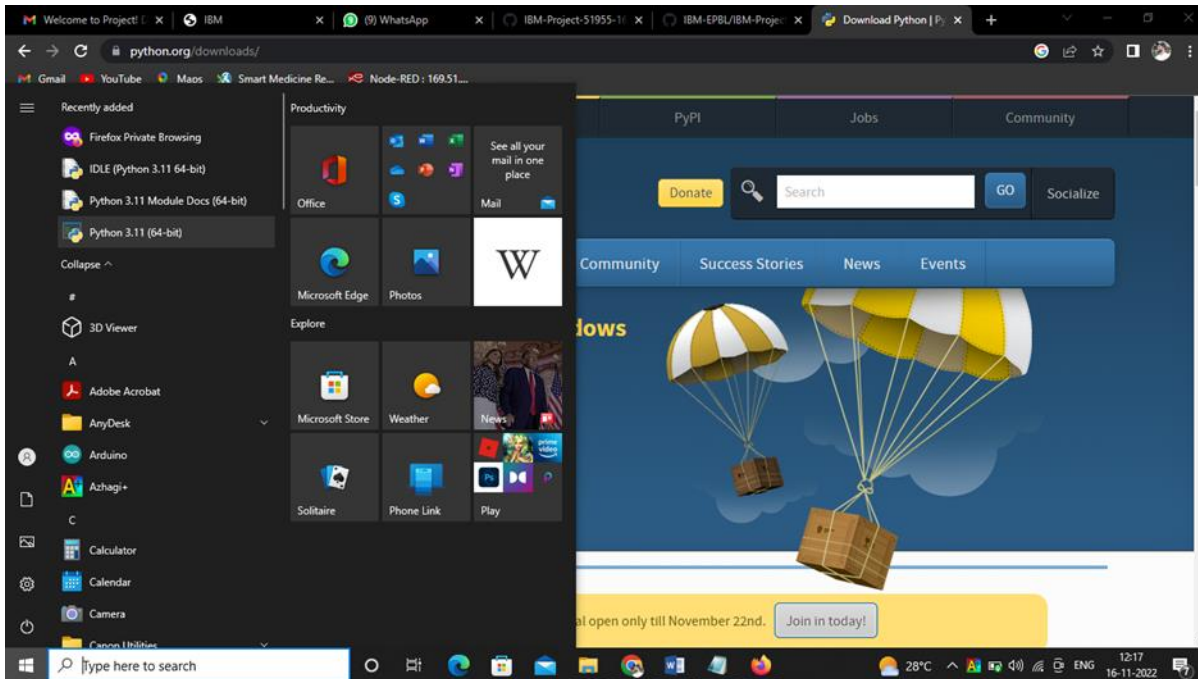 Welcome to Project! [
IBM
(9) WhatsApp
IBM-Project-51955-1
IBM-EPBL/IBM-Projec
Download Python | Py
python.org/downloads/
Gmail
YouTube
Maps
Smart Medicine Re...
Node-RED : 169.51....
PyPI
Jobs
Community
Donate
Search
GO
Socialize
Community
Success Stories
News
Events
dows
al open only till November 22nd.
Join in today!
Recently added
Firefox Private Browsing
IDLE (Python 3.11 64-bit)
Python 3.11 Module Docs (64-bit)
Python 3.11 (64-bit)
Collapse
#
3D Viewer
A
Adobe Acrobat
AnyDesk
Arduino
Azhagi+
C
Calculator
Calendar
Camera
Canon Utilities
Productivity
Office
See all your
mail in one
place
Mail
Microsoft Edge
Photos
W
Explore
Microsoft Store
Weather
News
Solitaire
Phone Link
prime
video
Ps
Play
Type here to search
28°C
ENG
12:17
16-11-2022